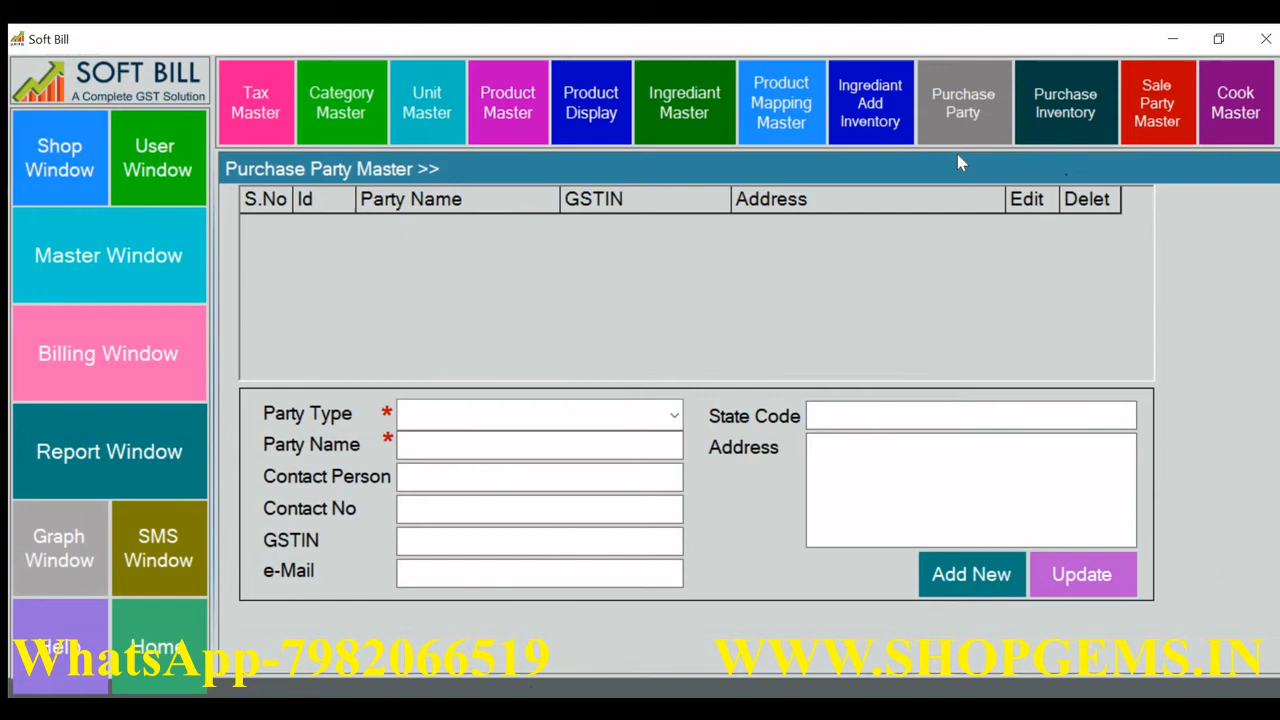 Soft Bill
SOFT BILL
A Complete GST Solution
Tax
Master
Category
Master
Unit
Master
Product
Master
Product
Display
Ingrediant
Master
Product
Mapping
Master
Ingrediant
Add
Inventory
Purchase
Party
Purchase
Inventory
Sale
Party
Master
Cook
Master
Shop
Window
User
Window
Master Window
Billing Window
Report Window
Graph
Window
SMS
Window
Help
Home
Purchase Party Master >>
S.No Id Party Name GSTIN Address Edit Delet
Party Type *
Party Name *
Contact Person
Contact No
GSTIN
e-Mail
State Code
Address
Add New
Update
WhatsApp-7982066519
WWW.SHOPGEMS.IN